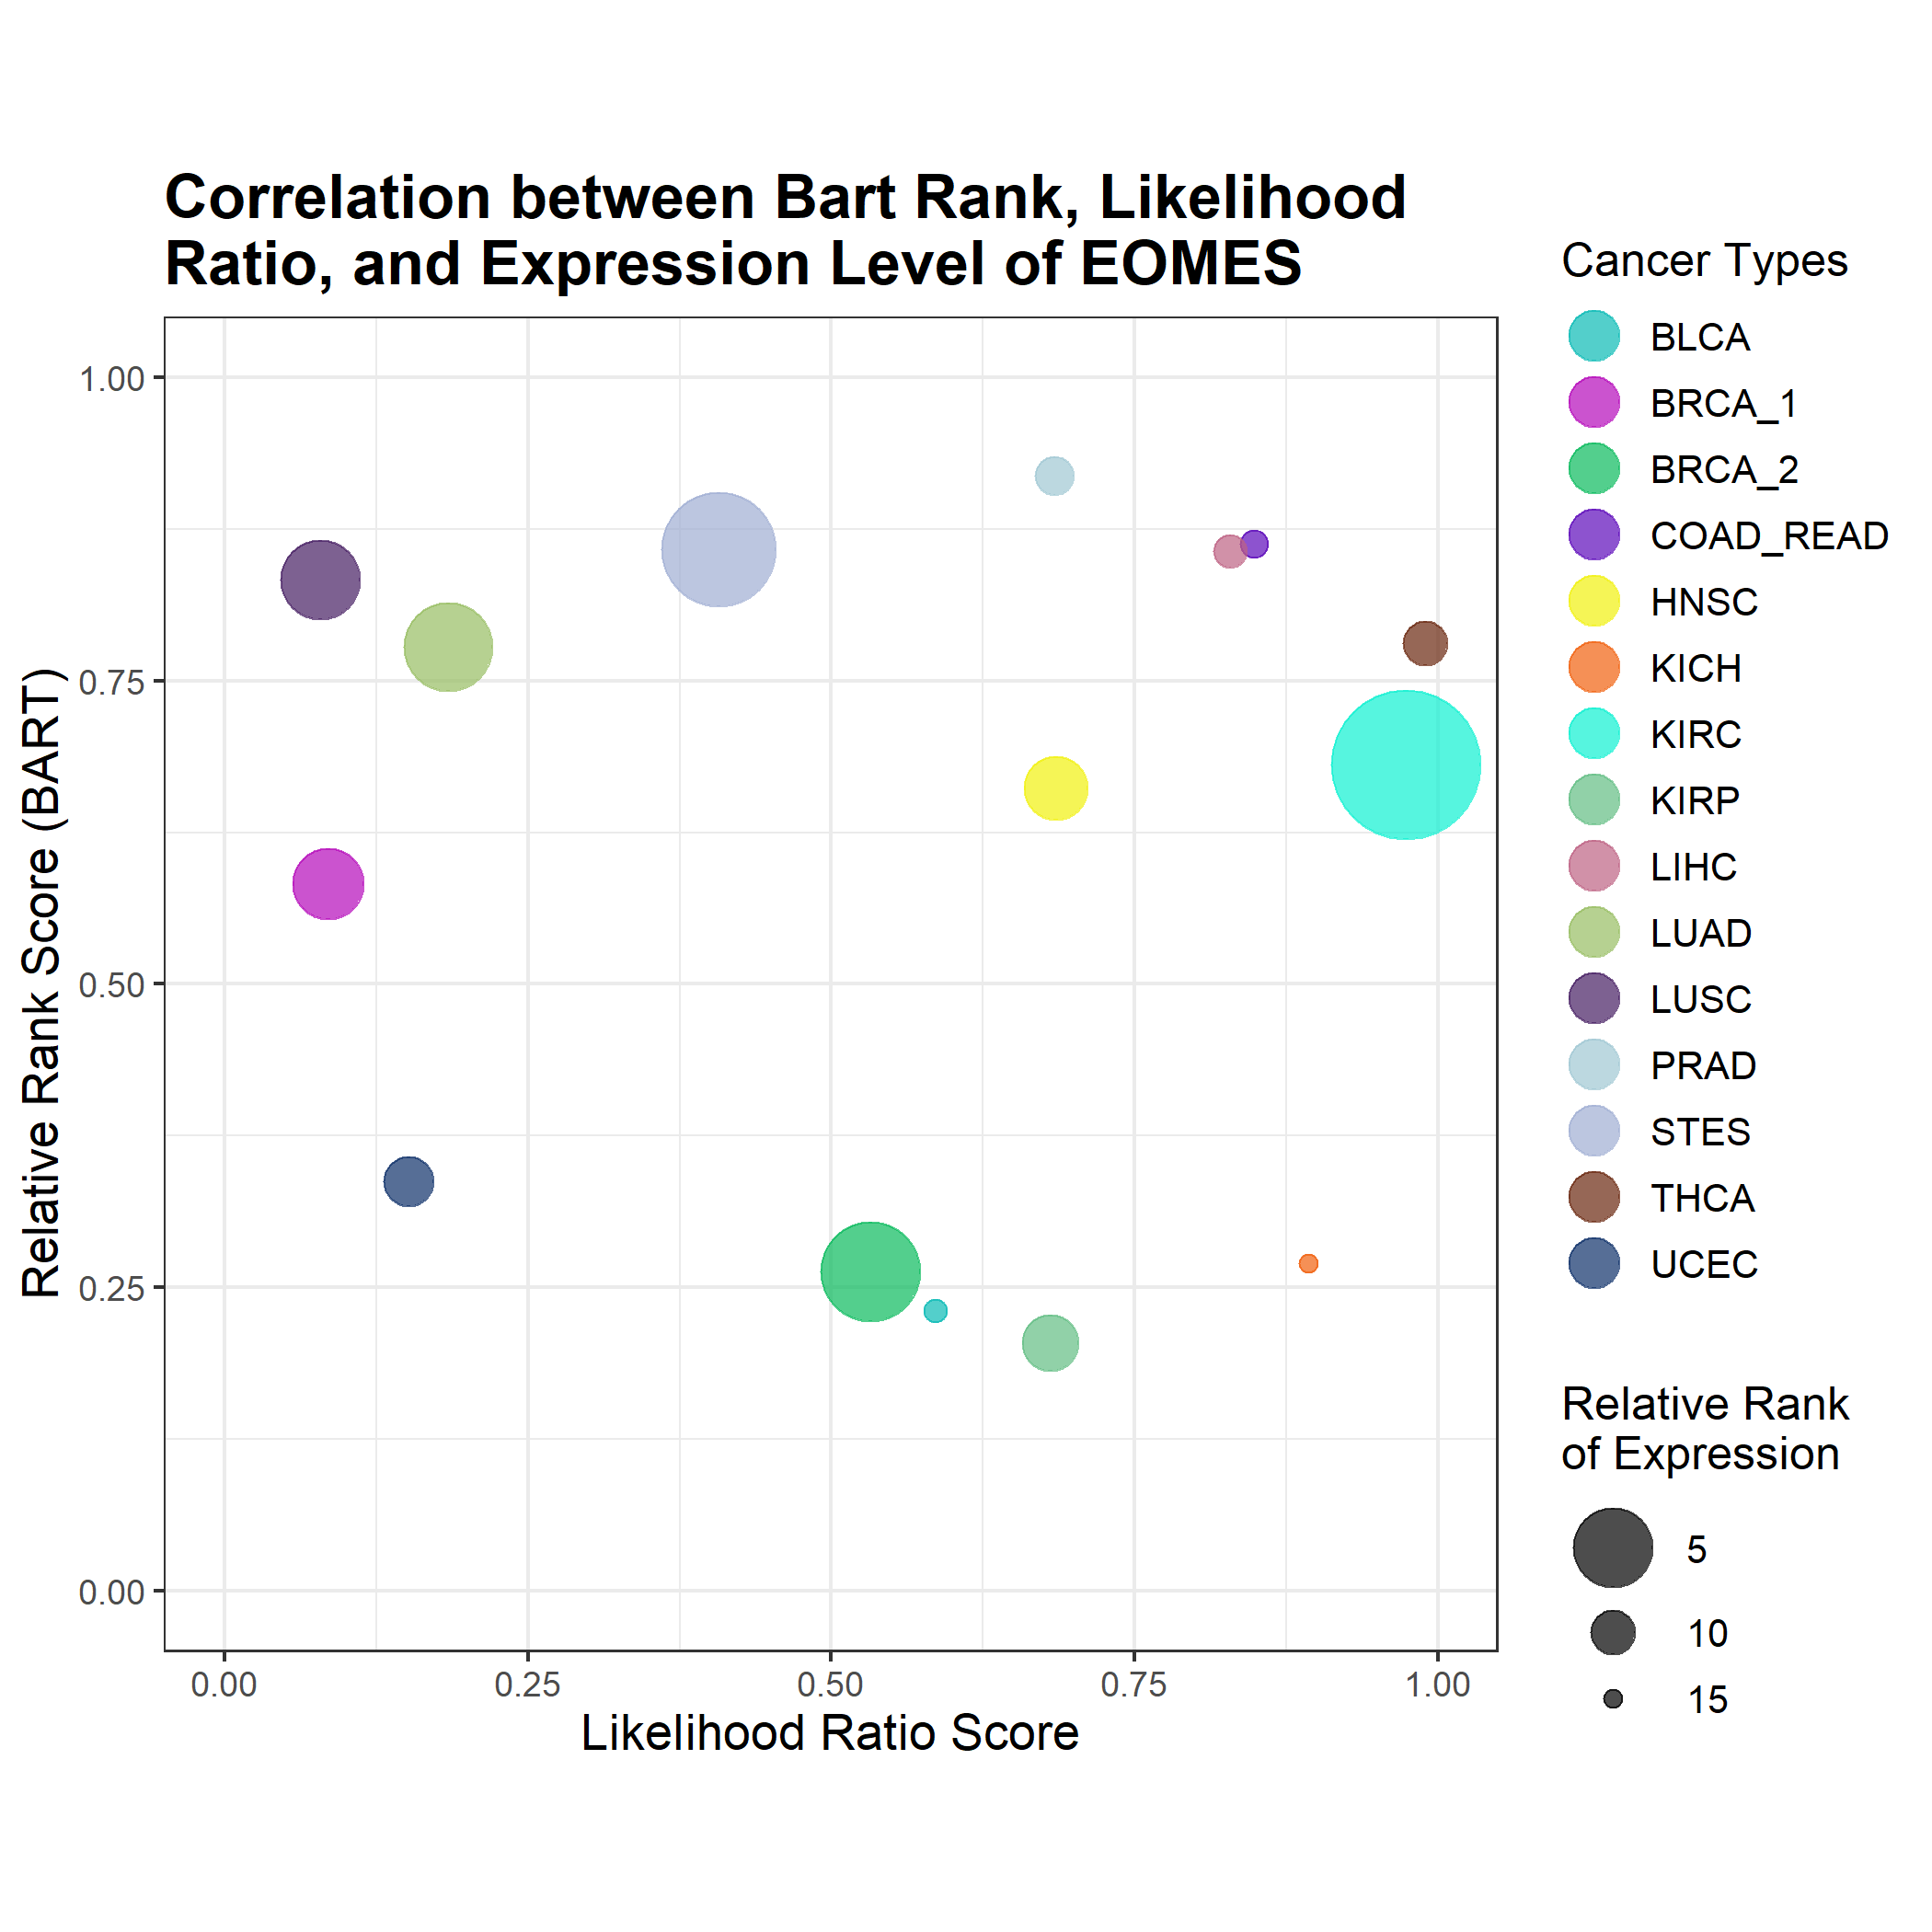 Correlation between Bart Rank, Likelihood
Ratio, and Expression Level of EOMES
Relative Rank Score (BART)
1.00
0.75
0.50
0.25
0.00
0.00 0.25 0.50 0.75 1.00
Likelihood Ratio Score
Cancer Types
BLCA
BRCA_1
BRCA_2
COAD_READ
HNSC
KICH
KIRC
KIRP
LIHC
LUAD
LUSC
PRAD
STES
THCA
UCEC
Relative Rank
of Expression
5
10
15